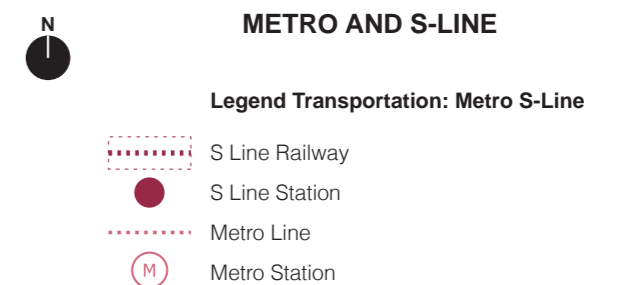 N
METRO AND S-LINE
Legend Transportation: Metro S-Line
S Line Railway
S Line Station
Metro Line
M Metro Station